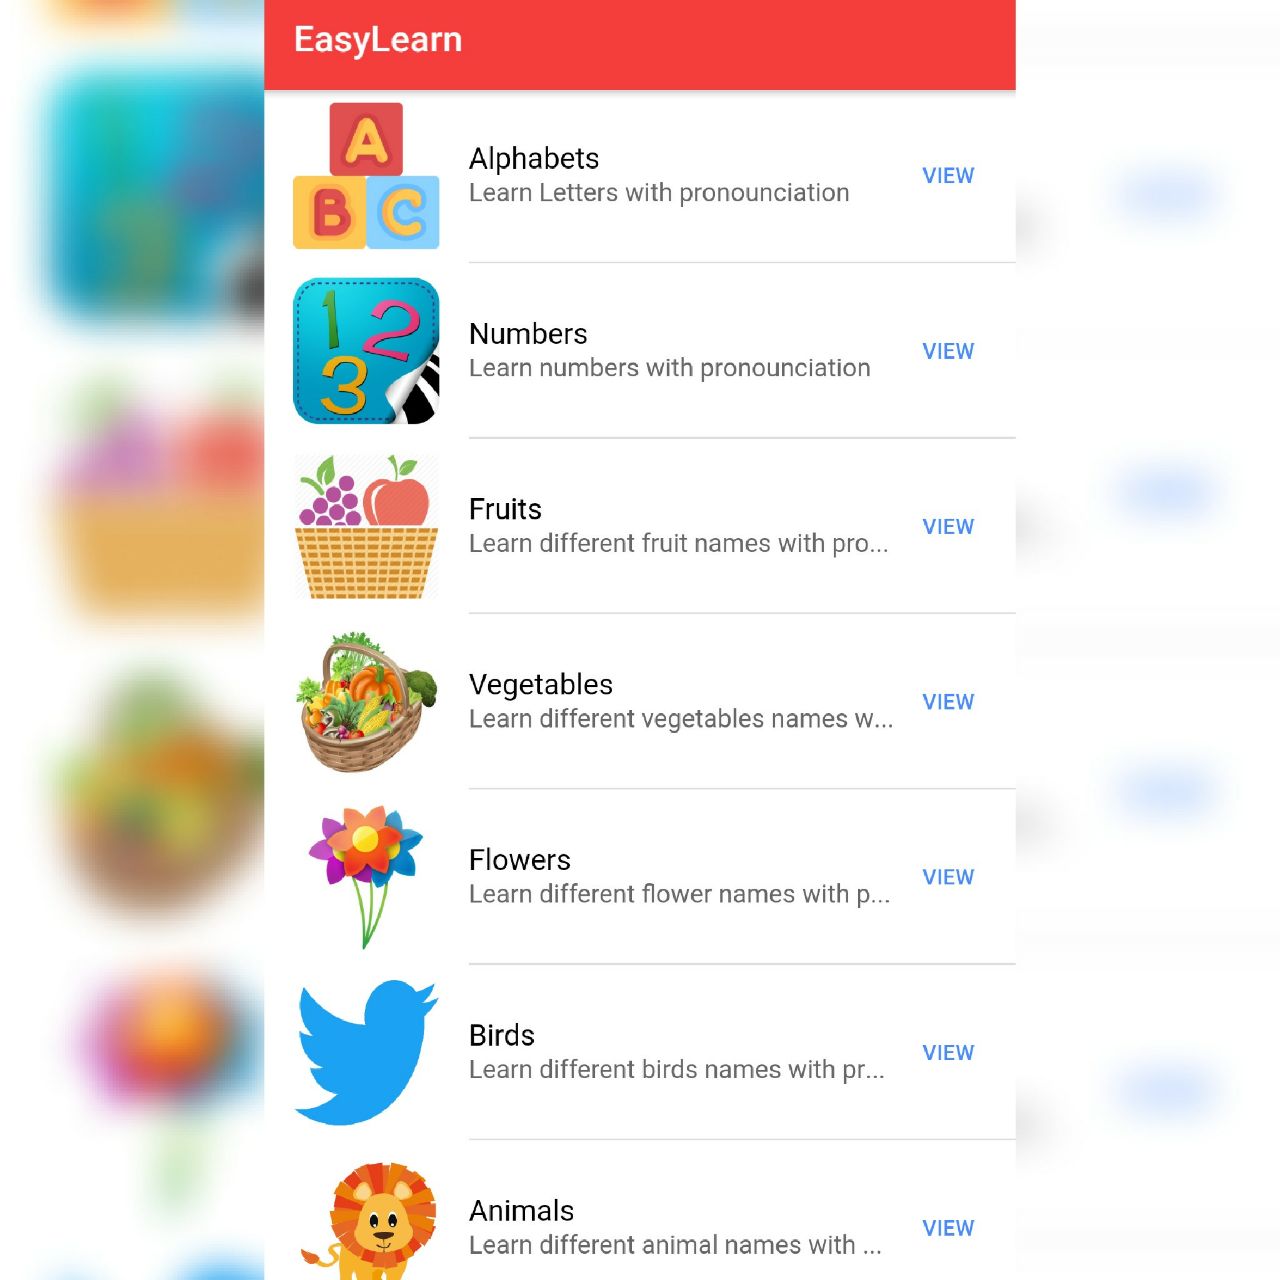 EasyLearn
A
B C
Alphabets
Learn Letters with pronounciation
VIEW
1 2
3
Numbers
Learn numbers with pronounciation
VIEW
Fruits
Learn different fruit names with pro...
VIEW
Vegetables
Learn different vegetables names w...
VIEW
Flowers
Learn different flower names with p...
VIEW
Birds
Learn different birds names with pr...
VIEW
Animals
Learn different animal names with ...
VIEW